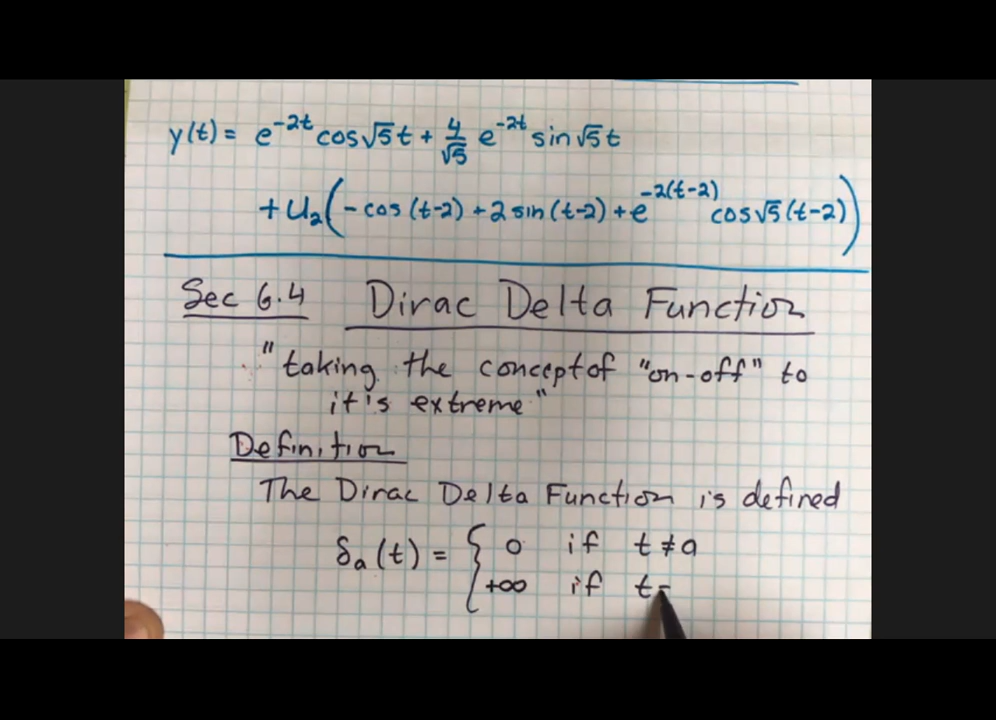 y(t) = e^{-2t} cos√5 t + 4/√5 e^{-2t} sin √5 t
+ U₂(-cos (t-2) + 2 sin (t-2) + e^{-2(t-2)} cos√5 (t-2))
Sec 6.4 Dirac Delta Function
"taking the concept of "on-off" to
it's extreme"
Definition
The Dirac Delta Function is defined
δₐ(t) = { 0 if t ≠ a
+∞ if t =